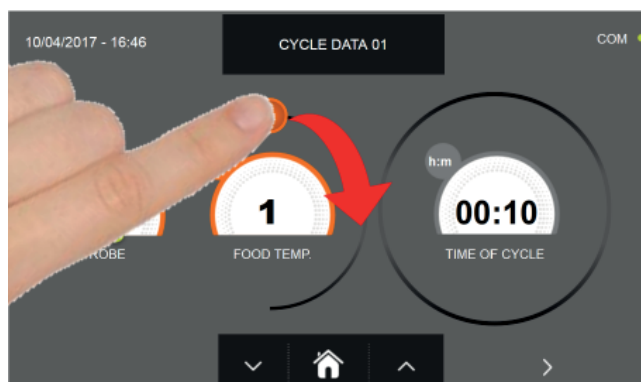 10/04/2017 - 16:46
CYCLE DATA 01
COM
h:m
1
00:10
ROBE
FOOD TEMP.
TIME OF CYCLE